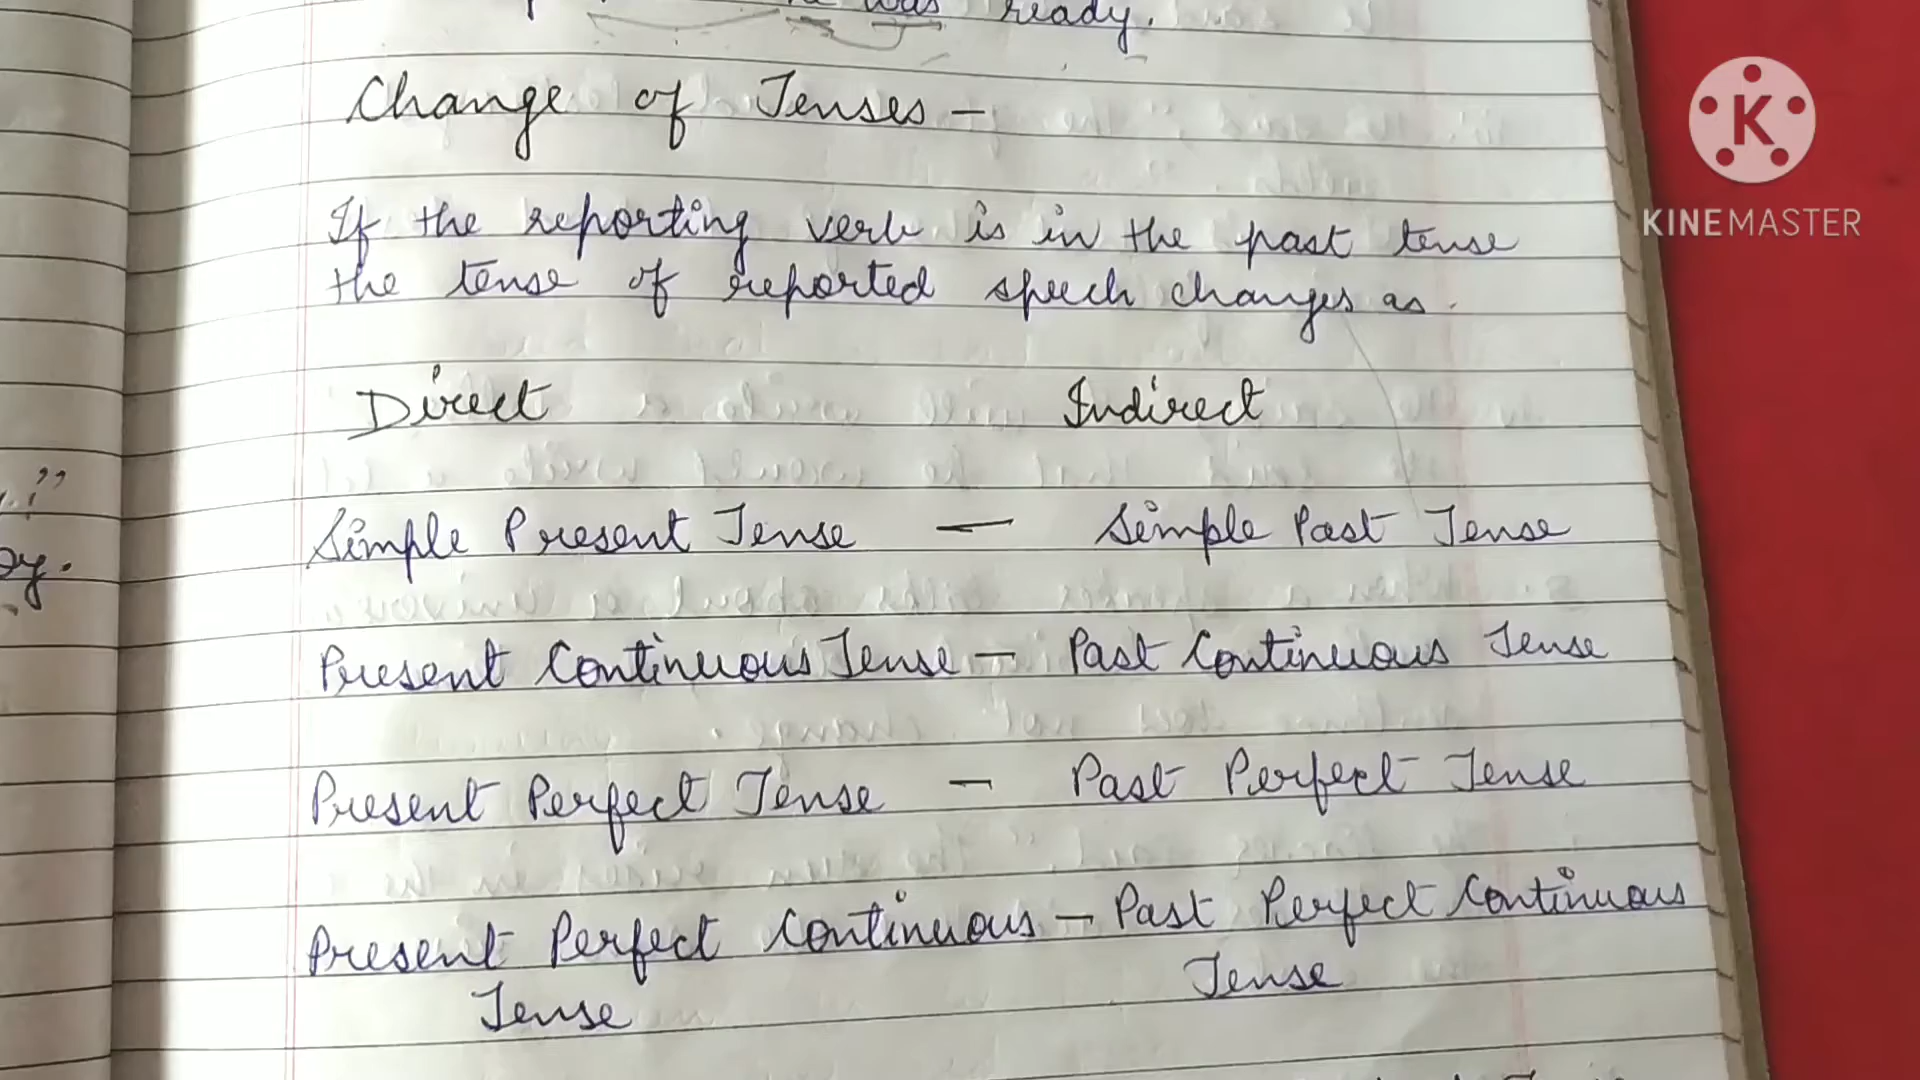 was ready.
Change of Tenses -
If the reporting verb is in the past tense
the tense of reported speech changes as.
Direct Indirect
Simple Present Tense - Simple Past Tense
Present Continuous Tense - Past Continuous Tense
Present Perfect Tense - Past Perfect Tense
Present Perfect Continuous - Past Perfect Continuous
Tense Tense
K
KINEMASTER